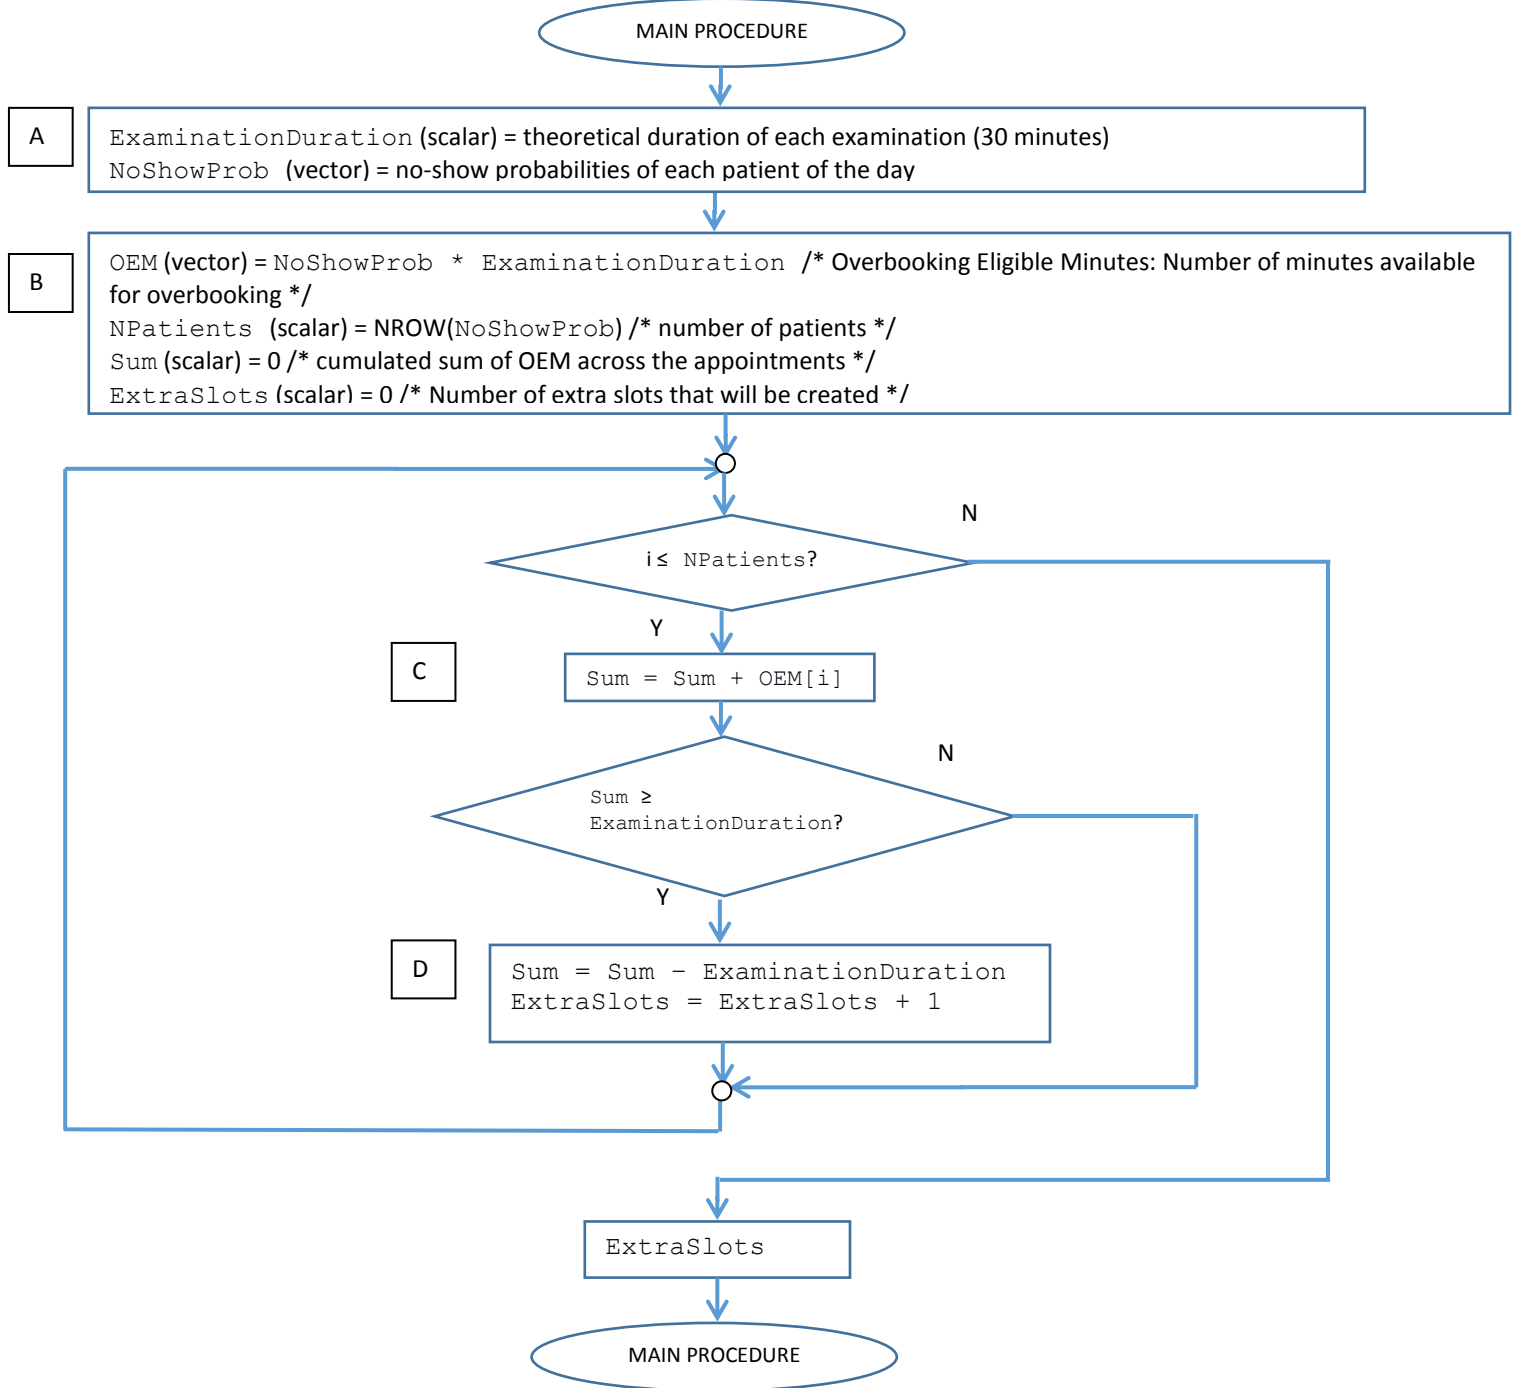 MAIN PROCEDURE
A
ExaminationDuration (scalar) = theoretical duration of each examination (30 minutes)
NoShowProb (vector) = no-show probabilities of each patient of the day
B
OEM (vector) = NoShowProb * ExaminationDuration /* Overbooking Eligible Minutes: Number of minutes available
for overbooking */
NPatients (scalar) = NROW(NoShowProb) /* number of patients */
Sum (scalar) = 0 /* cumulated sum of OEM across the appointments */
ExtraSlots (scalar) = 0 /* Number of extra slots that will be created */
N
i ≤ NPatients?
Y
C
Sum = Sum + OEM[i]
N
Sum ≥
ExaminationDuration?
Y
D
Sum = Sum – ExaminationDuration
ExtraSlots = ExtraSlots + 1
ExtraSlots
MAIN PROCEDURE